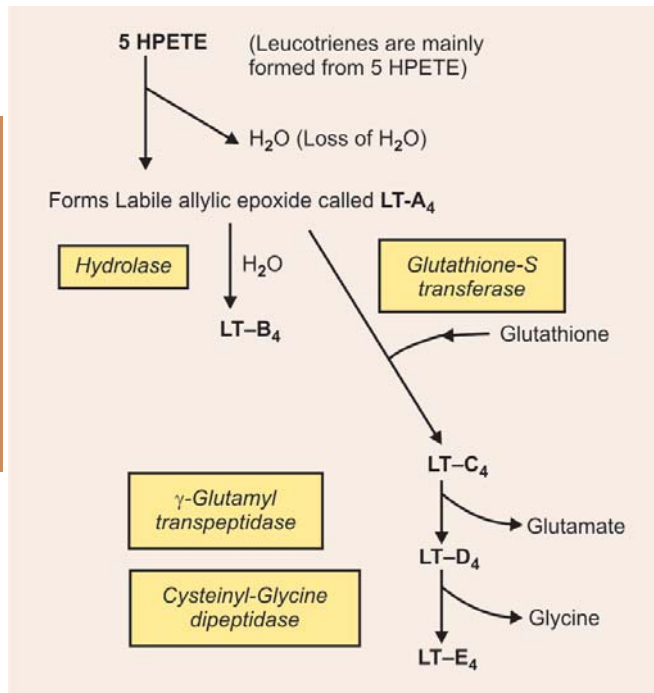 5 HPETE
(Leucotrienes are mainly
formed from 5 HPETE)
H₂O (Loss of H₂O)
Forms Labile allylic epoxide called LT-A₄
Hydrolase
H₂O
Glutathione-S
transferase
LT–B₄
Glutathione
LT–C₄
γ-Glutamyl
transpeptidase
Glutamate
LT–D₄
Cysteinyl-Glycine
dipeptidase
Glycine
LT–E₄